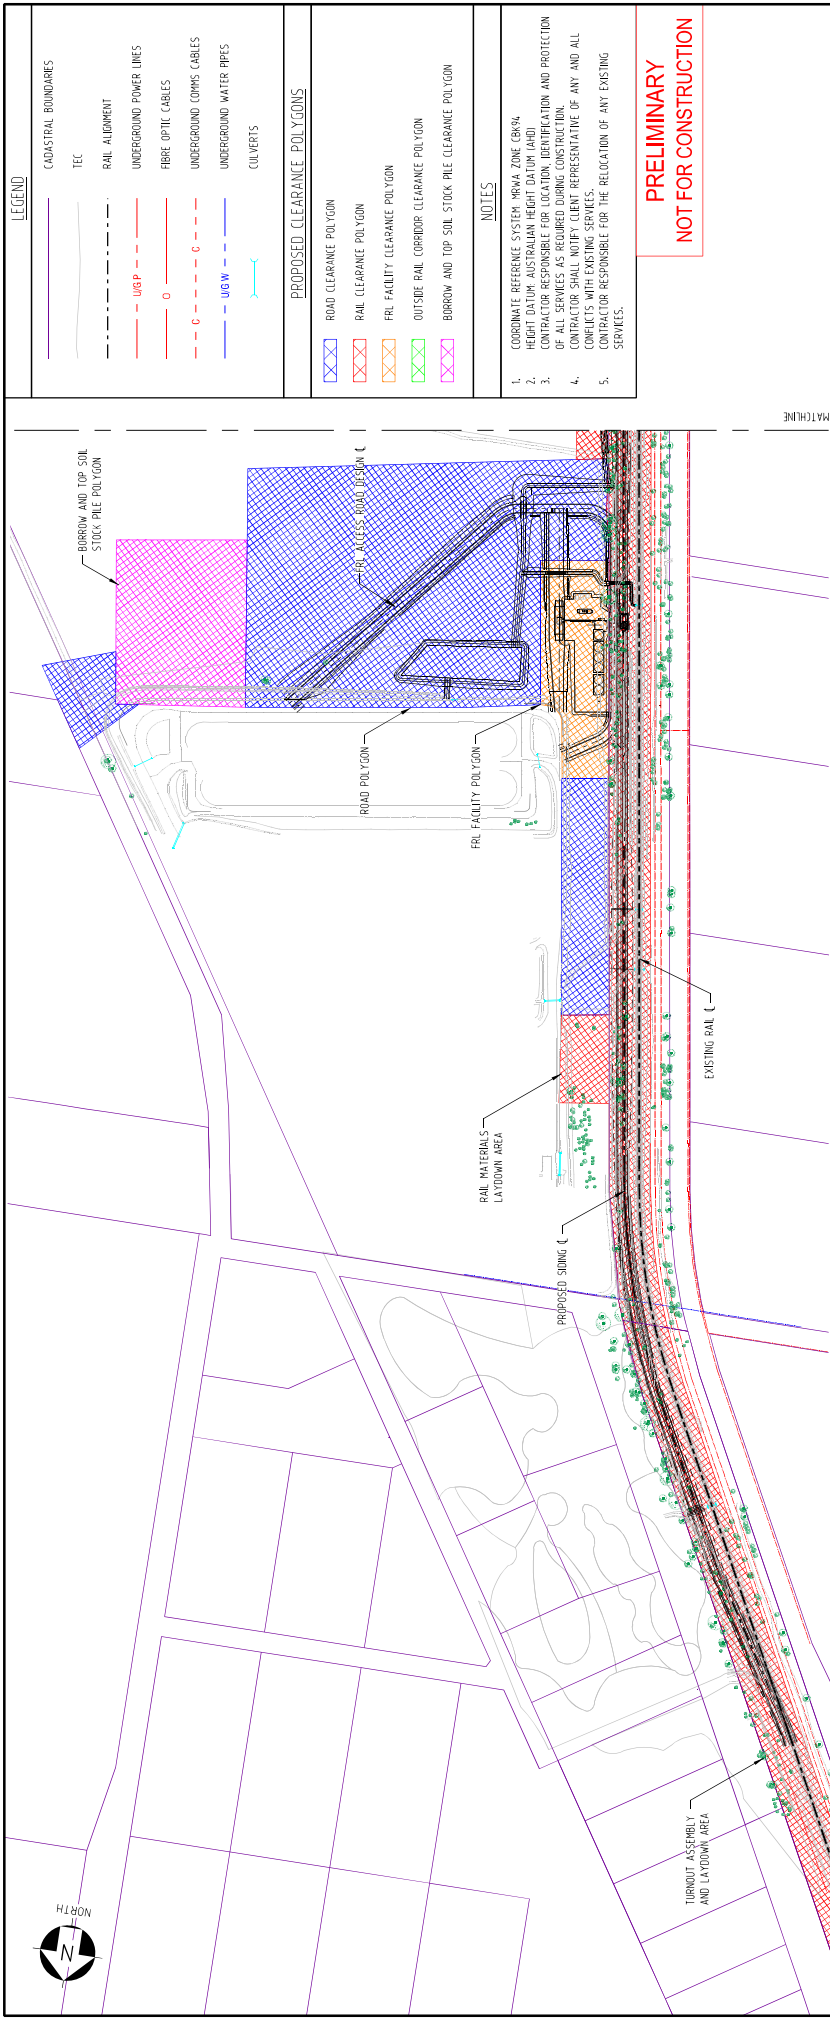 LEGEND
CADASTRAL BOUNDARIES
TEC
RAIL ALIGNMENT
U/G P
UNDERGROUND POWER LINES
O
FIBRE OPTIC CABLES
C
C
UNDERGROUND COMMS CABLES
U/G W
UNDERGROUND WATER PIPES
CULVERTS
PROPOSED CLEARANCE POLYGONS
ROAD CLEARANCE POLYGON
RAIL CLEARANCE POLYGON
FRL FACILITY CLEARANCE POLYGON
OUTSIDE RAIL CORRIDOR CLEARANCE POLYGON
BORROW AND TOP SOIL STOCK PILE CLEARANCE POLYGON
NOTES
1. COORDINATE REFERENCE SYSTEM: MRWA ZONE CBK94
2. HEIGHT DATUM: AUSTRALIAN HEIGHT DATUM (AHD)
3. CONTRACTOR RESPONSIBLE FOR LOCATION, IDENTIFICATION AND PROTECTION
OF ALL SERVICES AS REQUIRED DURING CONSTRUCTION.
4. CONTRACTOR SHALL NOTIFY CLIENT REPRESENTATIVE OF ANY AND ALL
CONFLICTS WITH EXISTING SERVICES.
5. CONTRACTOR RESPONSIBLE FOR THE RELOCATION OF ANY EXISTING
SERVICES.
PRELIMINARY
NOT FOR CONSTRUCTION
MATCHLINE
BORROW AND TOP SOIL
STOCK PILE POLYGON
FRL ACCESS ROAD DESIGN ℄
ROAD POLYGON
FRL FACILITY POLYGON
EXISTING RAIL ℄
RAIL MATERIALS
LAYDOWN AREA
PROPOSED SIDING ℄
TURNOUT ASSEMBLY
AND LAYDOWN AREA
NORTH
N